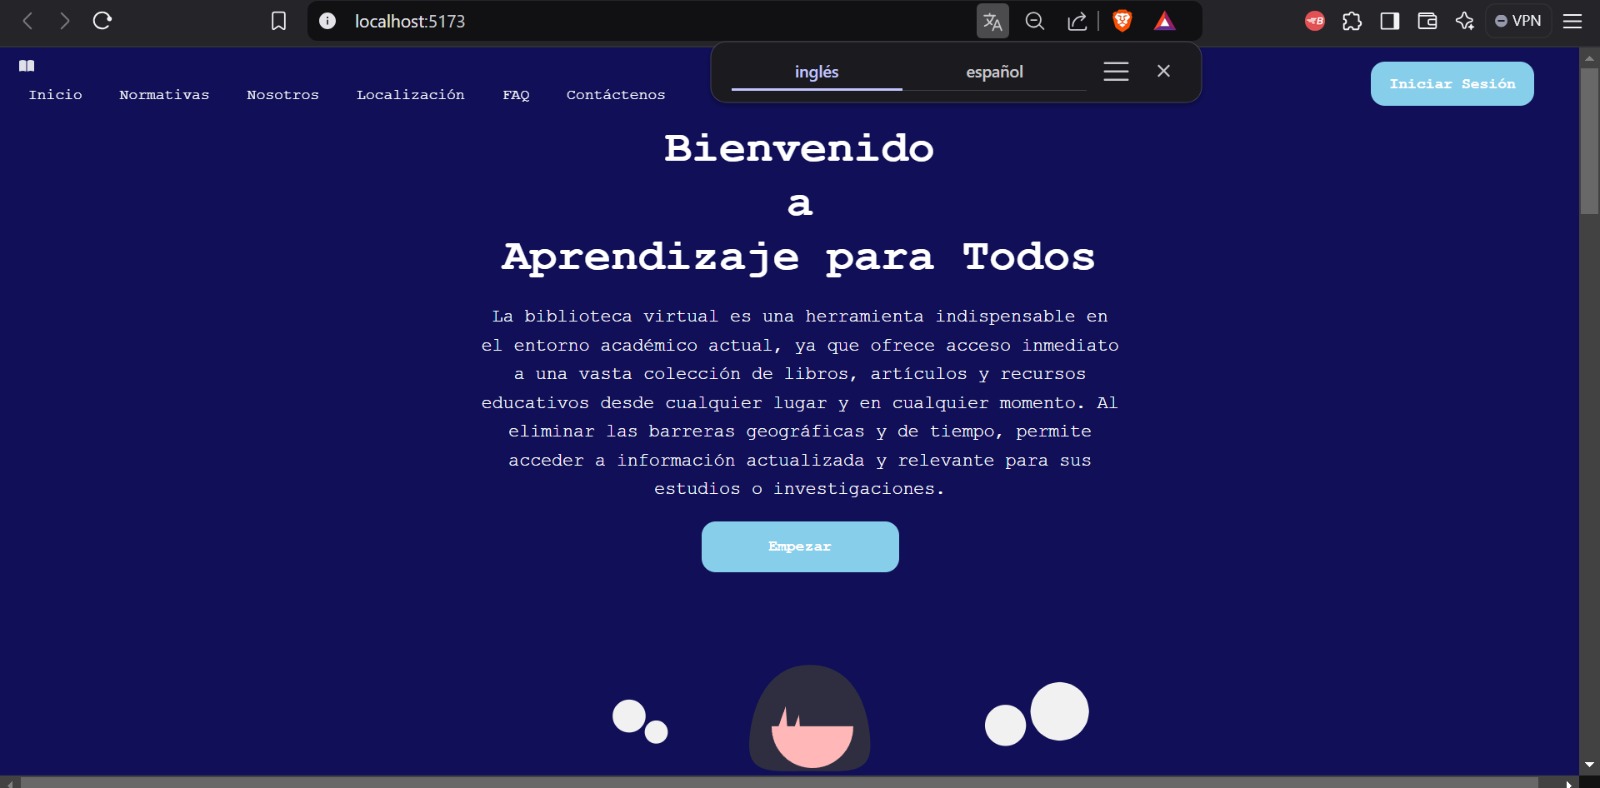 localhost:5173
VPN
inglés español
Inicio Normativas Nosotros Localización FAQ Contáctenos
Iniciar Sesión
Bienvenido
a
Aprendizaje para Todos
La biblioteca virtual es una herramienta indispensable en
el entorno académico actual, ya que ofrece acceso inmediato
a una vasta colección de libros, artículos y recursos
educativos desde cualquier lugar y en cualquier momento. Al
eliminar las barreras geográficas y de tiempo, permite
acceder a información actualizada y relevante para sus
estudios o investigaciones.
Empezar